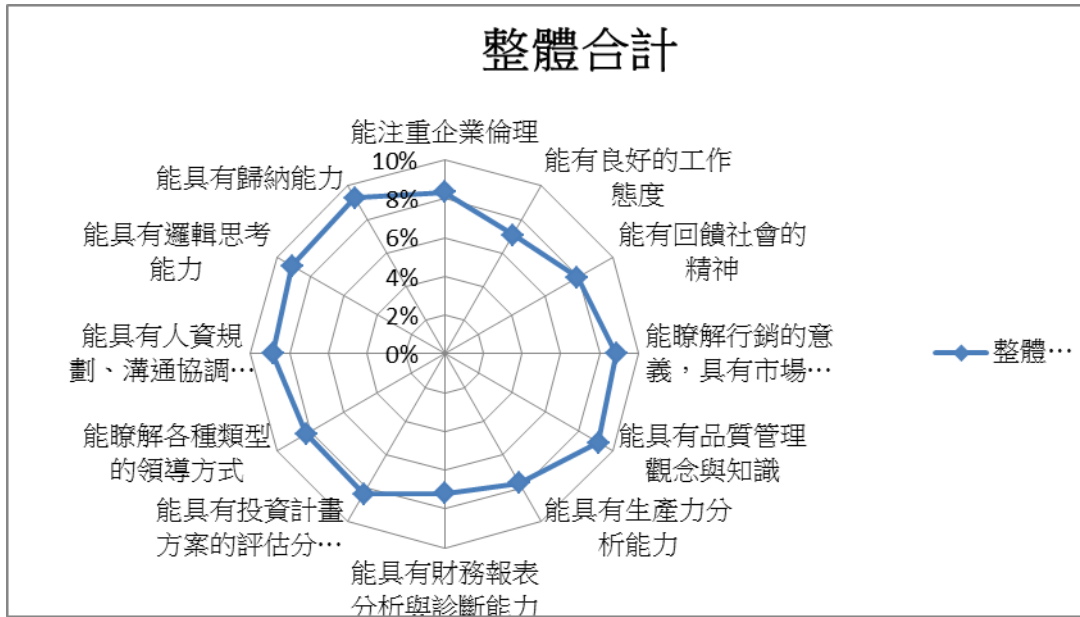 整體合計
能注重企業倫理
能有良好的工作
態度
能有回饋社會的
精神
能瞭解行銷的意
義，具有市場…
能具有品質管理
觀念與知識
能具有生產力分
析能力
能具有財務報表
分析與診斷能力
能具有投資計畫
方案的評估分…
能瞭解各種類型
的領導方式
能具有人資規
劃、溝通協調…
能具有邏輯思考
能力
能具有歸納能力
10%
8%
6%
4%
2%
0%
整體…